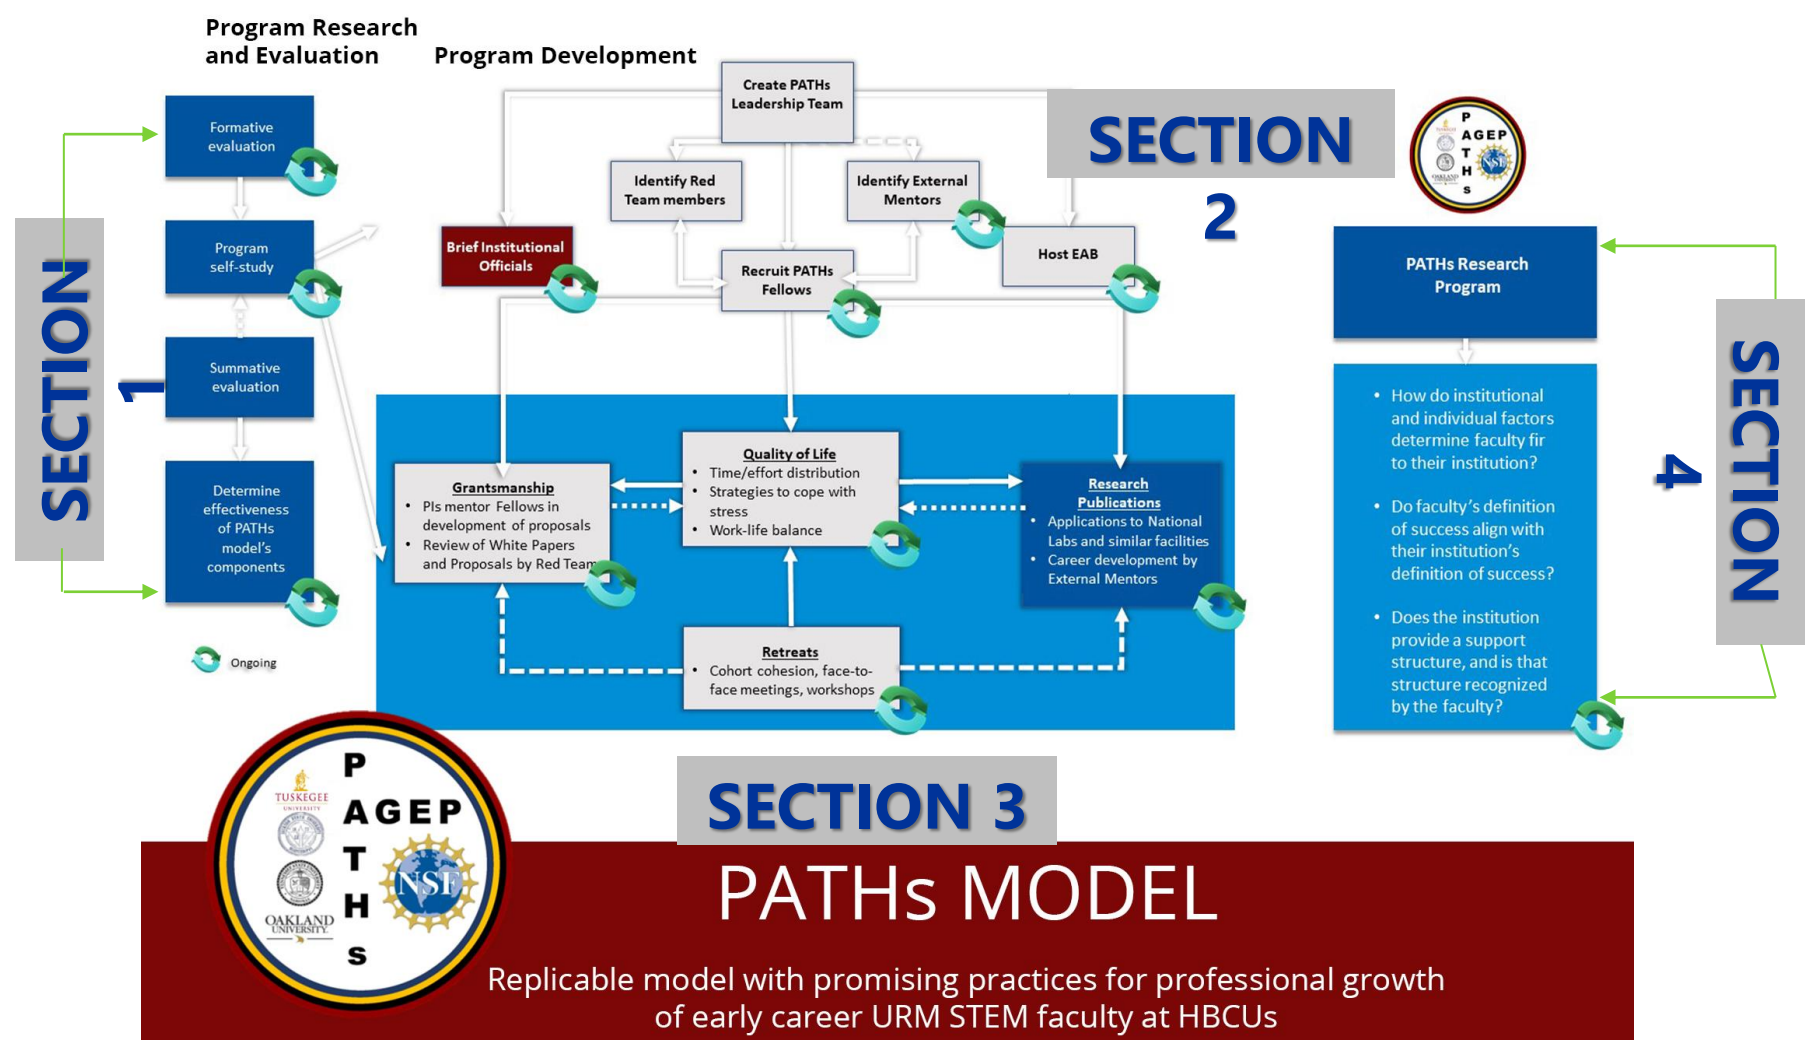 Program Research
and Evaluation
Program Development
SECTION
1
Formative
evaluation
Program
self-study
Summative
evaluation
Determine
effectiveness
of PATHs
model's
components
Ongoing
Create PATHs
Leadership Team
Identify Red
Team members
Identify External
Mentors
Brief Institutional
Officials
Recruit PATHs
Fellows
Host EAB
SECTION
2
Grantsmanship
• PIs mentor Fellows in
development of proposals
• Review of White Papers
and Proposals by Red Team
Quality of Life
• Time/effort distribution
• Strategies to cope with
stress
• Work-life balance
Research
Publications
• Applications to National
Labs and similar facilities
• Career development by
External Mentors
Retreats
• Cohort cohesion, face-to-
face meetings, workshops
SECTION 3
P
AGEP
T
H
S
TUSKEGEE
OAKLAND
UNIVERSITY
NSF
PATHs Research
Program
• How do institutional
and individual factors
determine faculty fir
to their institution?
• Do faculty's definition
of success align with
their institution's
definition of success?
• Does the institution
provide a support
structure, and is that
structure recognized
by the faculty?
SECTION
4
P
AGEP
T
H
S
TUSKEGEE
UNIVERSITY
OAKLAND
UNIVERSITY.
NSF
PATHs MODEL
Replicable model with promising practices for professional growth
of early career URM STEM faculty at HBCUs